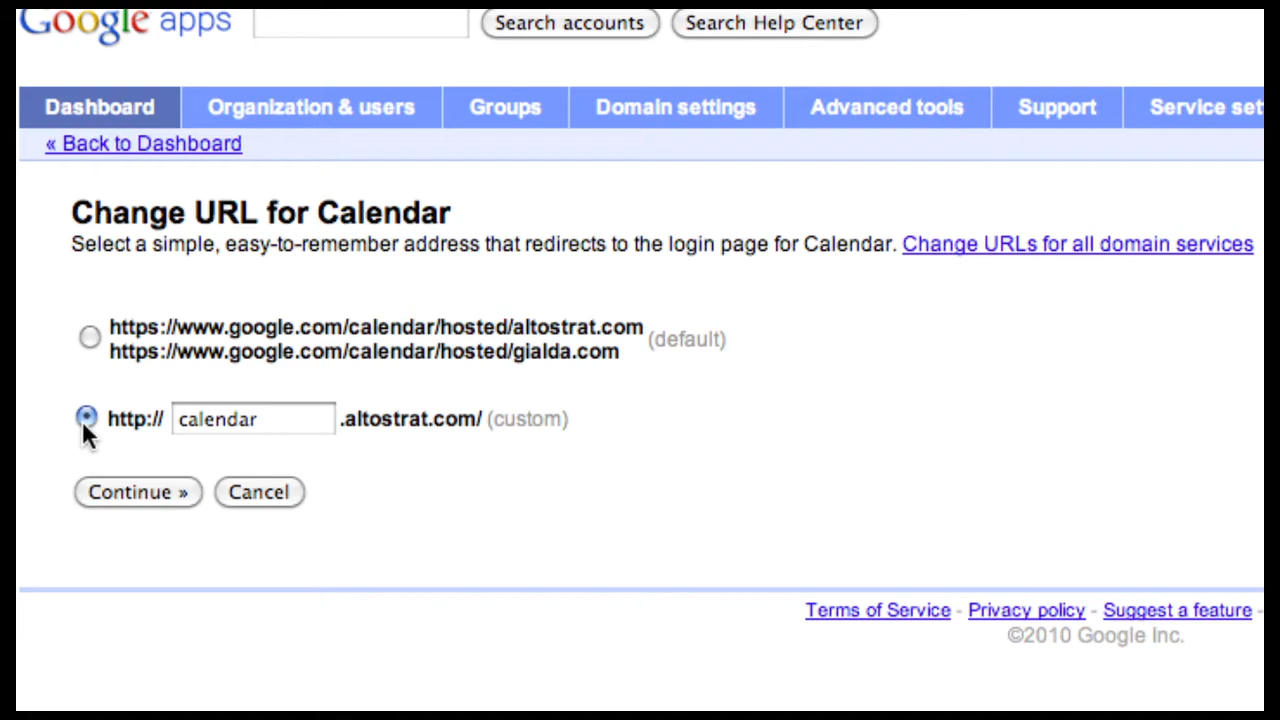 Google apps Search accounts Search Help Center
Dashboard Organization & users Groups Domain settings Advanced tools Support Service set
« Back to Dashboard
Change URL for Calendar
Select a simple, easy-to-remember address that redirects to the login page for Calendar. Change URLs for all domain services
https://www.google.com/calendar/hosted/altostrat.com
https://www.google.com/calendar/hosted/gialda.com (default)
http:// calendar .altostrat.com/ (custom)
Continue » Cancel
Terms of Service - Privacy policy - Suggest a feature -
©2010 Google Inc.